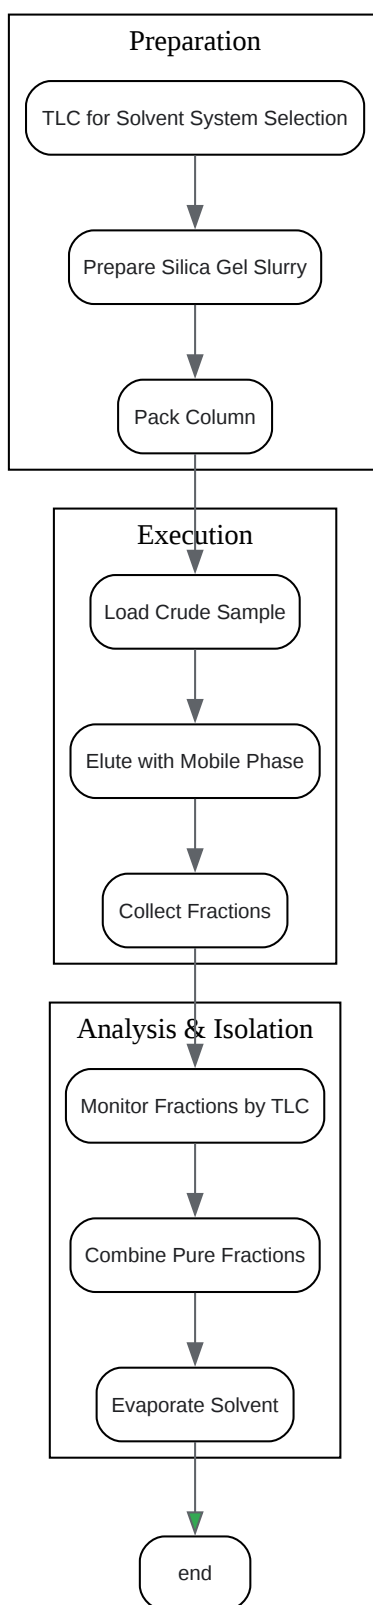 Preparation
TLC for Solvent System Selection
Prepare Silica Gel Slurry
Pack Column
Execution
Load Crude Sample
Elute with Mobile Phase
Collect Fractions
Analysis & Isolation
Monitor Fractions by TLC
Combine Pure Fractions
Evaporate Solvent
end